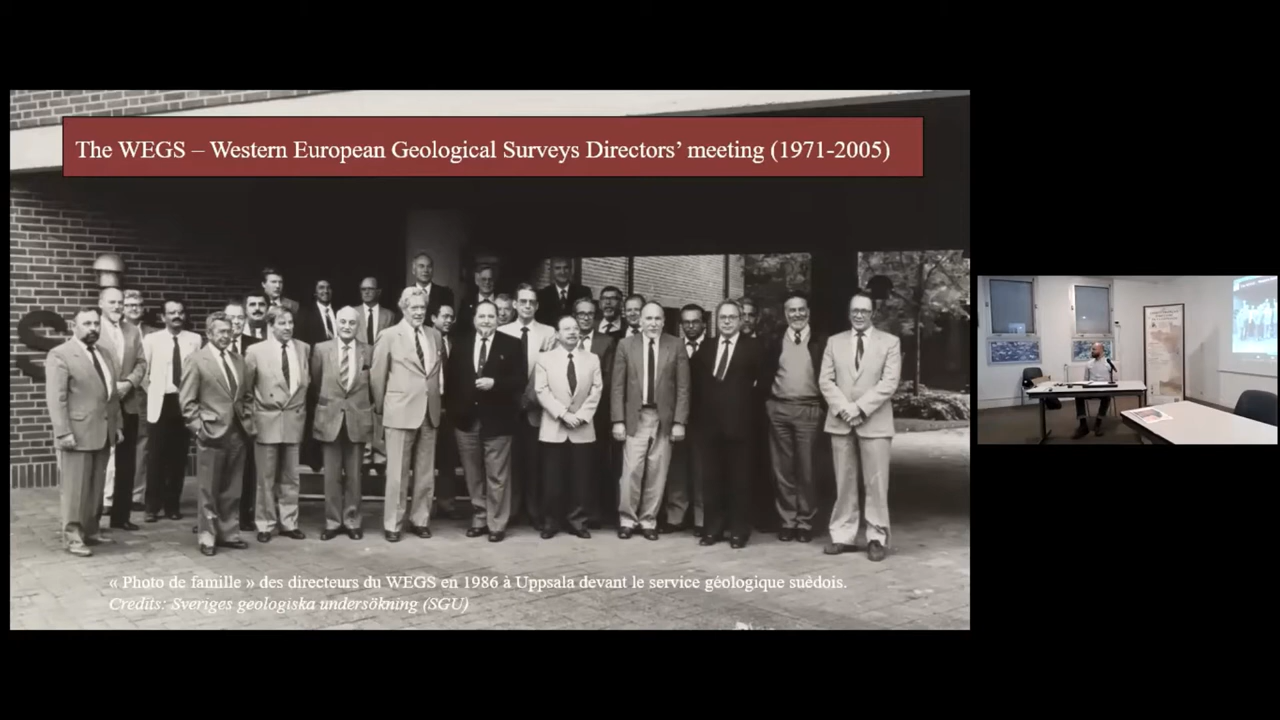 The WEGS – Western European Geological Surveys Directors’ meeting (1971-2005)
« Photo de famille » des directeurs du WEGS en 1986 à Uppsala devant le service géologique suèdois.
Credits: Sveriges geologiska undersökning (SGU)